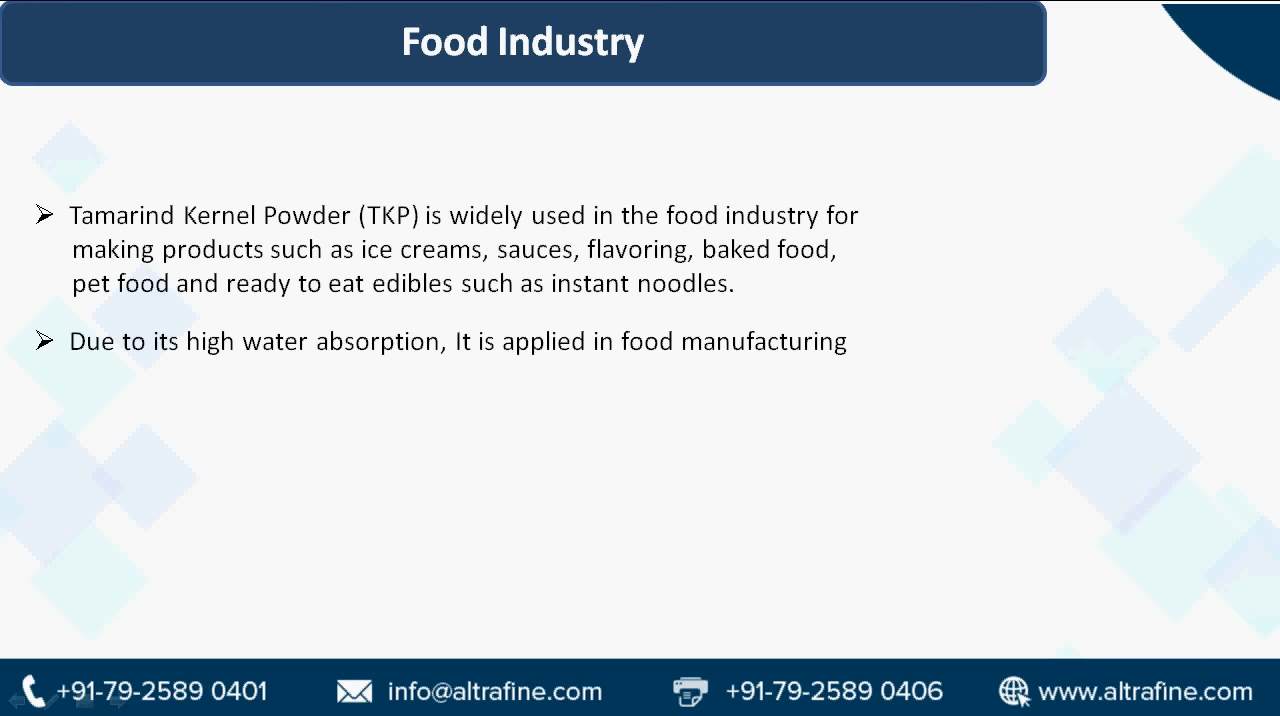 Food Industry
➢ Tamarind Kernel Powder (TKP) is widely used in the food industry for
making products such as ice creams, sauces, flavoring, baked food,
pet food and ready to eat edibles such as instant noodles.
➢ Due to its high water absorption, It is applied in food manufacturing
+91-79-2589 0401 info@altrafine.com +91-79-2589 0406 www.altrafine.com